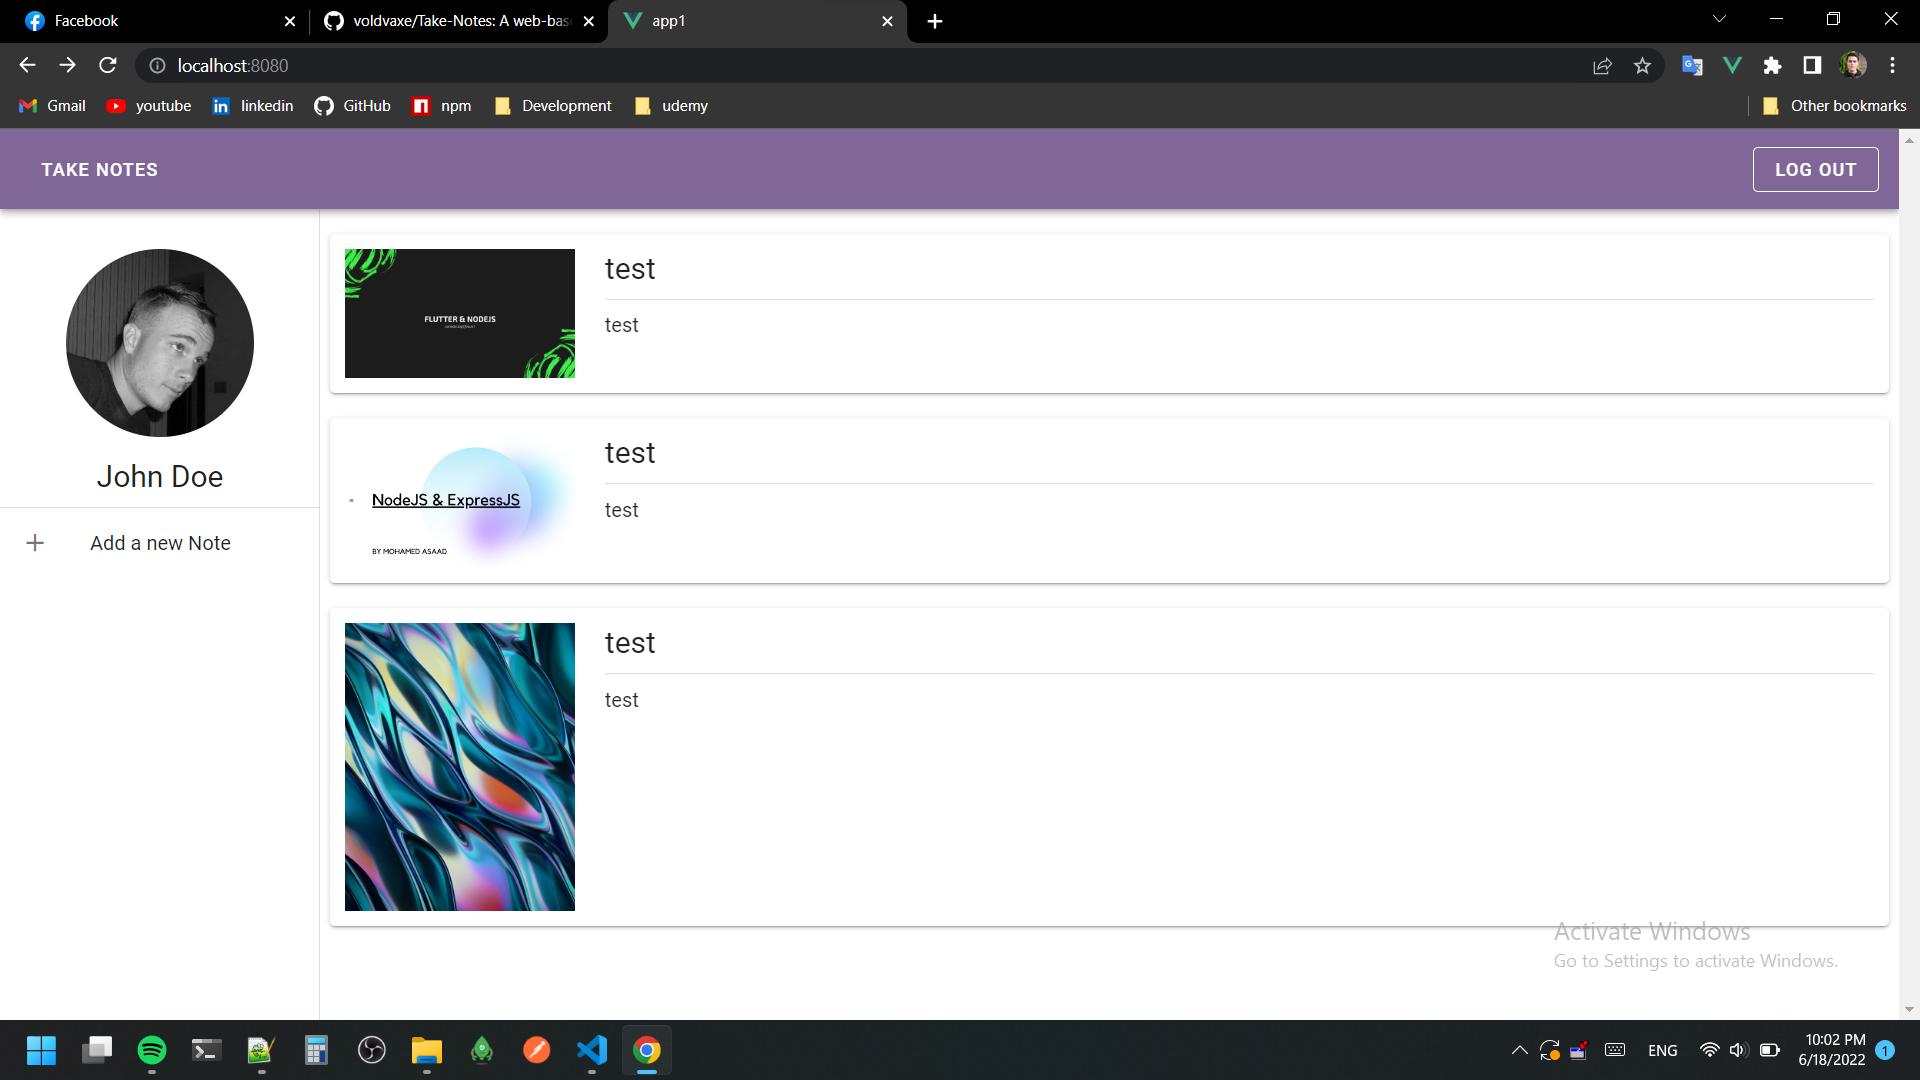 Facebook
voldvaxe/Take-Notes: A web-bas
app1
localhost:8080
Gmail
youtube
linkedin
GitHub
npm
Development
udemy
Other bookmarks
TAKE NOTES
LOG OUT
John Doe
Add a new Note
FLUTTER & NODEJS
test
test
NodeJS & ExpressJS
BY MOHAMED ASAAD
test
test
test
test
Activate Windows
Go to Settings to activate Windows.
ENG
10:02 PM
6/18/2022
1